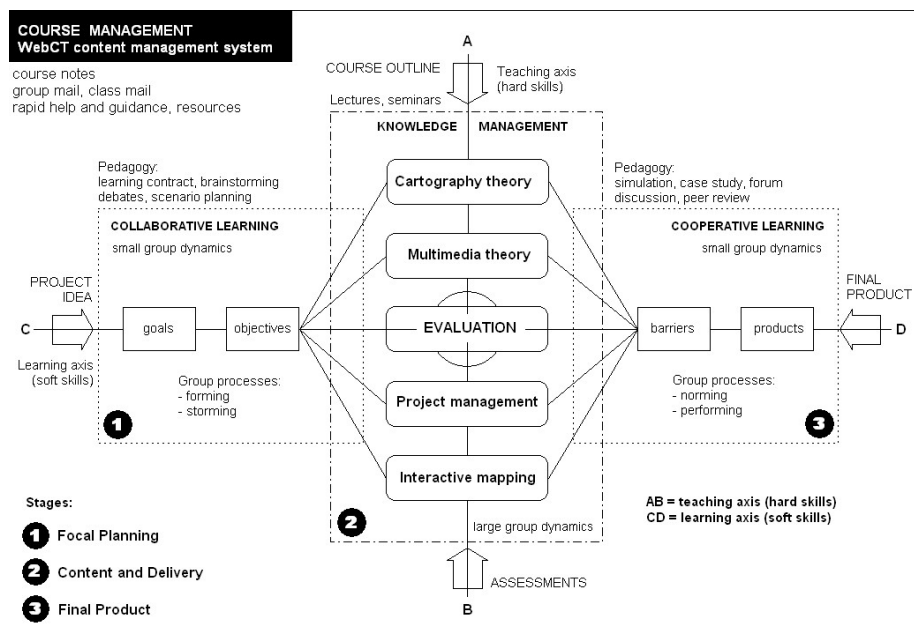 COURSE MANAGEMENT
WebCT content management system
course notes
group mail, class mail
rapid help and guidance, resources
A
COURSE OUTLINE
Teaching axis
(hard skills)
Lectures, seminars
KNOWLEDGE MANAGEMENT
Pedagogy:
learning contract, brainstorming
debates, scenario planning
Cartography theory
Pedagogy:
simulation, case study, forum
discussion, peer review
COLLABORATIVE LEARNING
small group dynamics
Multimedia theory
COOPERATIVE LEARNING
small group dynamics
PROJECT
IDEA
FINAL
PRODUCT
C
goals
objectives
EVALUATION
barriers
products
D
Learning axis
(soft skills)
Group processes:
- forming
- storming
Project management
Group processes:
- norming
- performing
1
3
Interactive mapping
Stages:
AB = teaching axis (hard skills)
CD = learning axis (soft skills)
2
large group dynamics
1 Focal Planning
2 Content and Delivery
3 Final Product
ASSESSMENTS
B